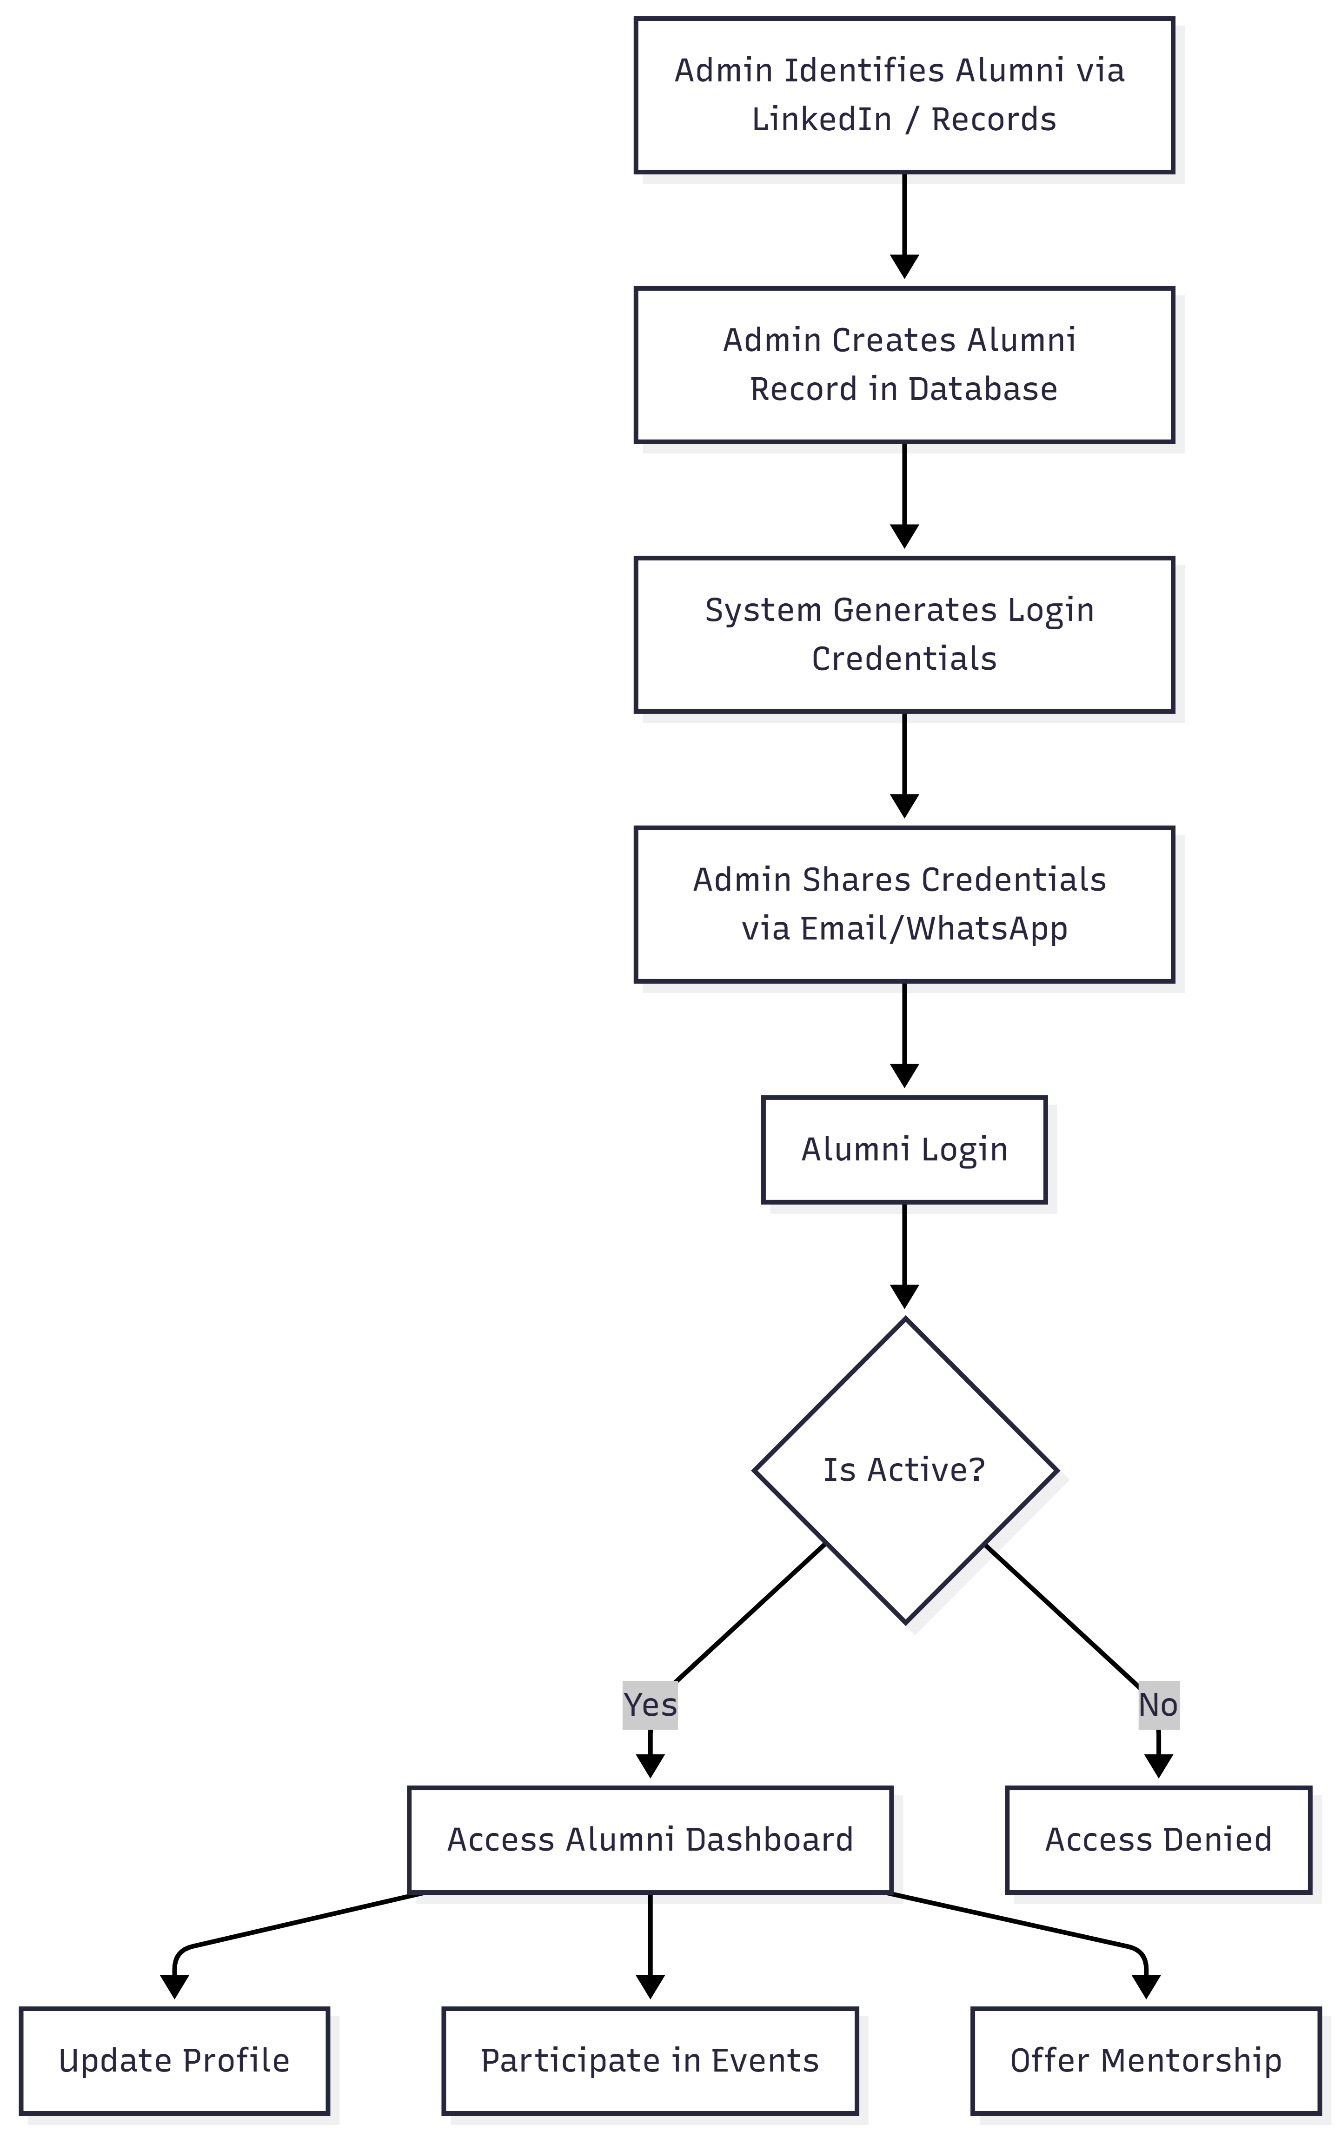 Admin Identifies Alumni via
LinkedIn / Records
Admin Creates Alumni
Record in Database
System Generates Login
Credentials
Admin Shares Credentials
via Email/WhatsApp
Alumni Login
Is Active?
Yes
No
Access Alumni Dashboard
Access Denied
Update Profile
Participate in Events
Offer Mentorship